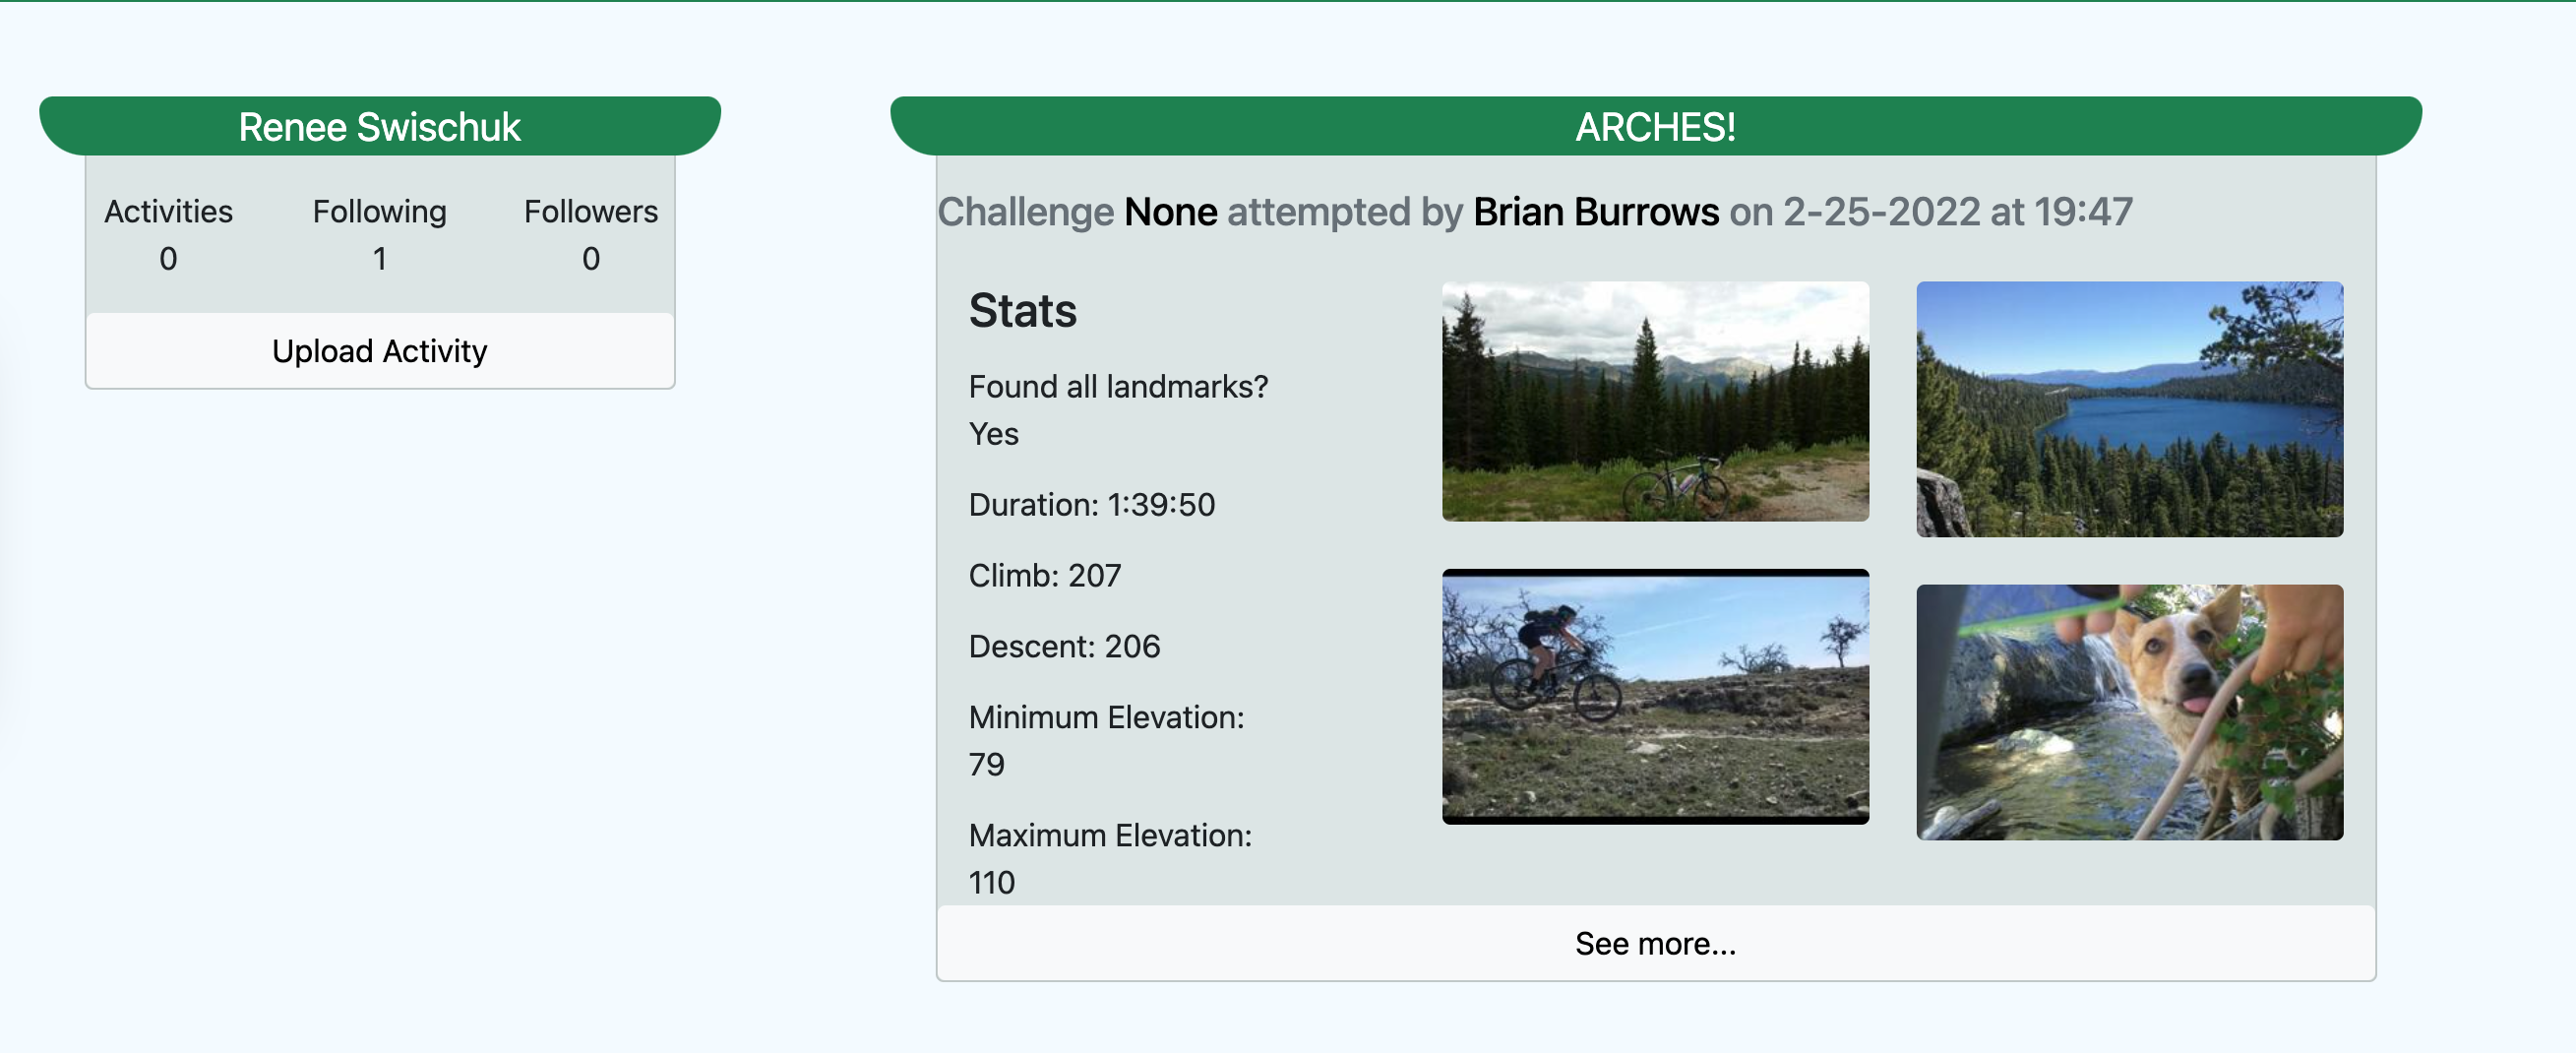 Renee Swischuk
Activities Following Followers
0 1 0
Upload Activity
ARCHES!
Challenge None attempted by Brian Burrows on 2-25-2022 at 19:47
Stats
Found all landmarks?
Yes
Duration: 1:39:50
Climb: 207
Descent: 206
Minimum Elevation:
79
Maximum Elevation:
110
See more...